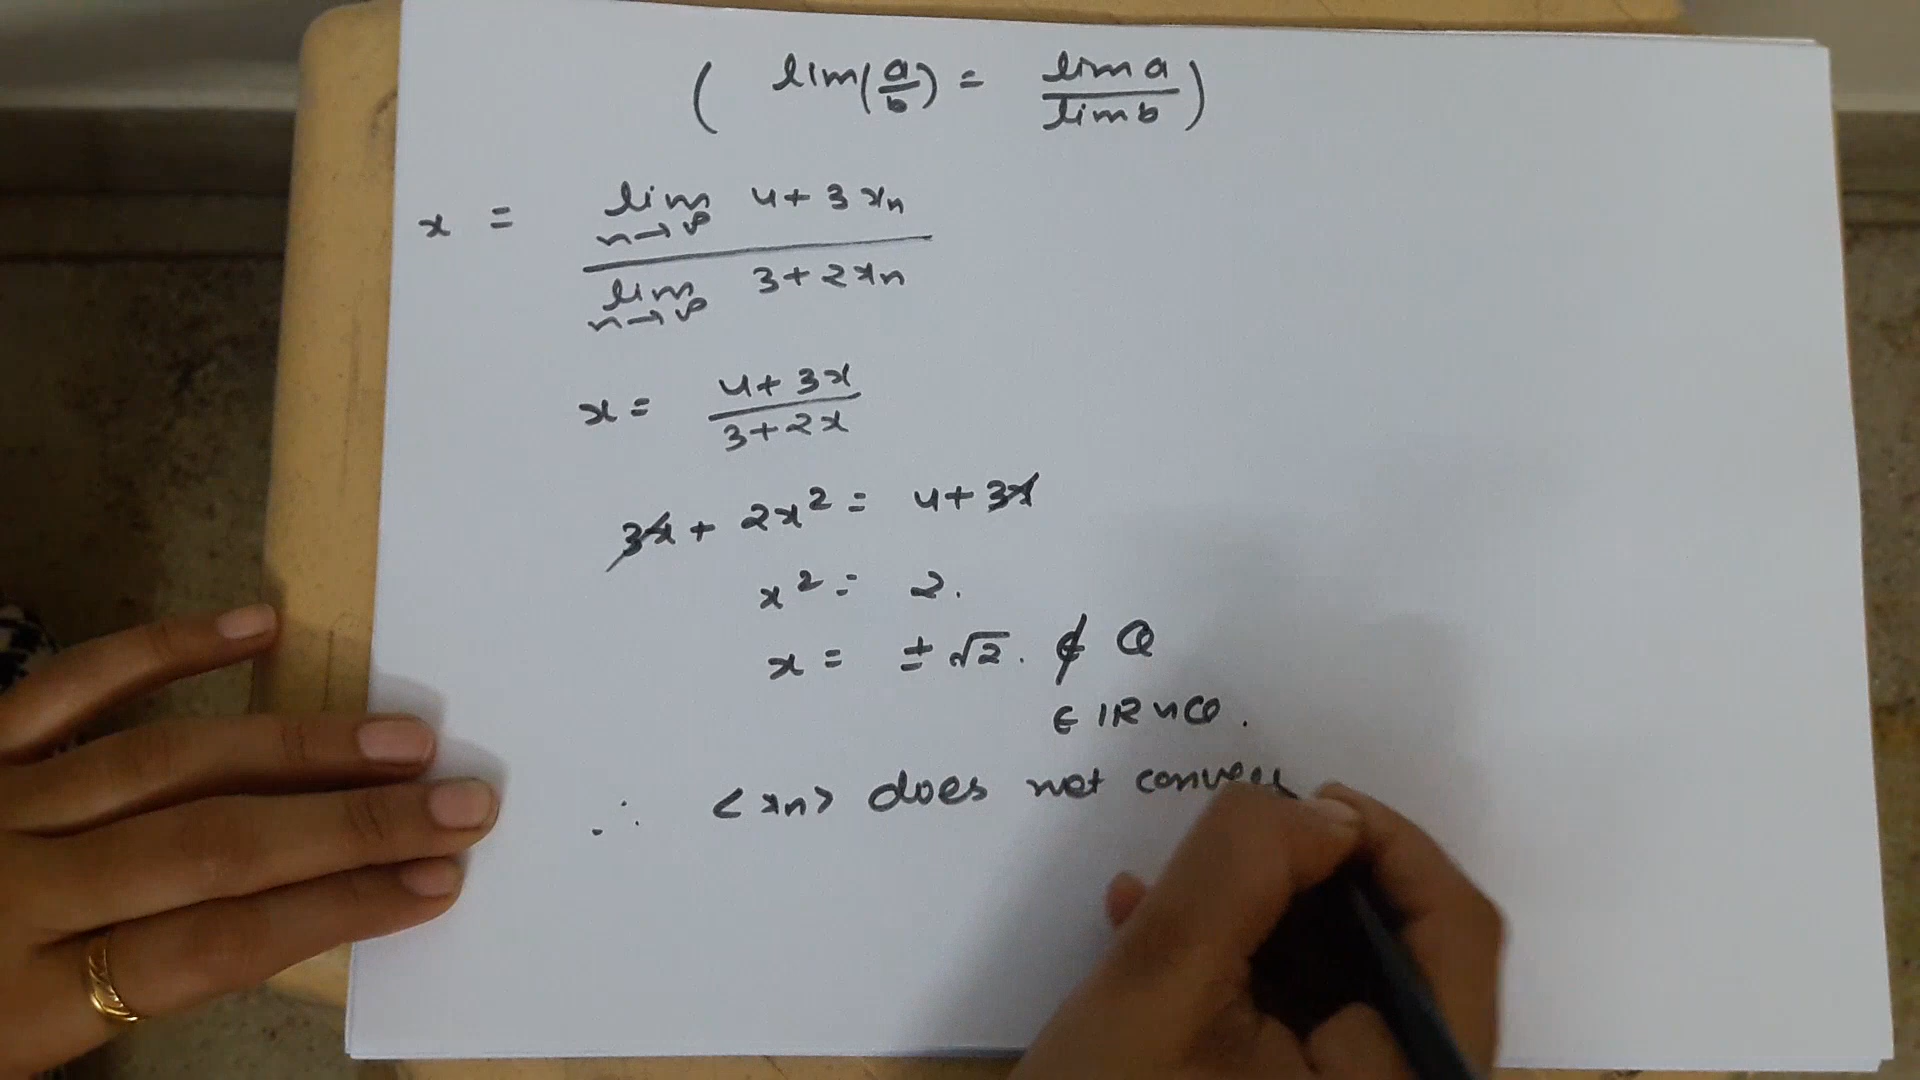 ( lim(a/b) = lim a / lim b )
x = lim n→∞ 4+3xn / lim n→∞ 3+2xn
x = 4+3x / 3+2x
3x + 2x² = 4+3x
x² = 2.
x = ±√2. ∉ Q
∈ IR \ Q.
∴ <xn> does not